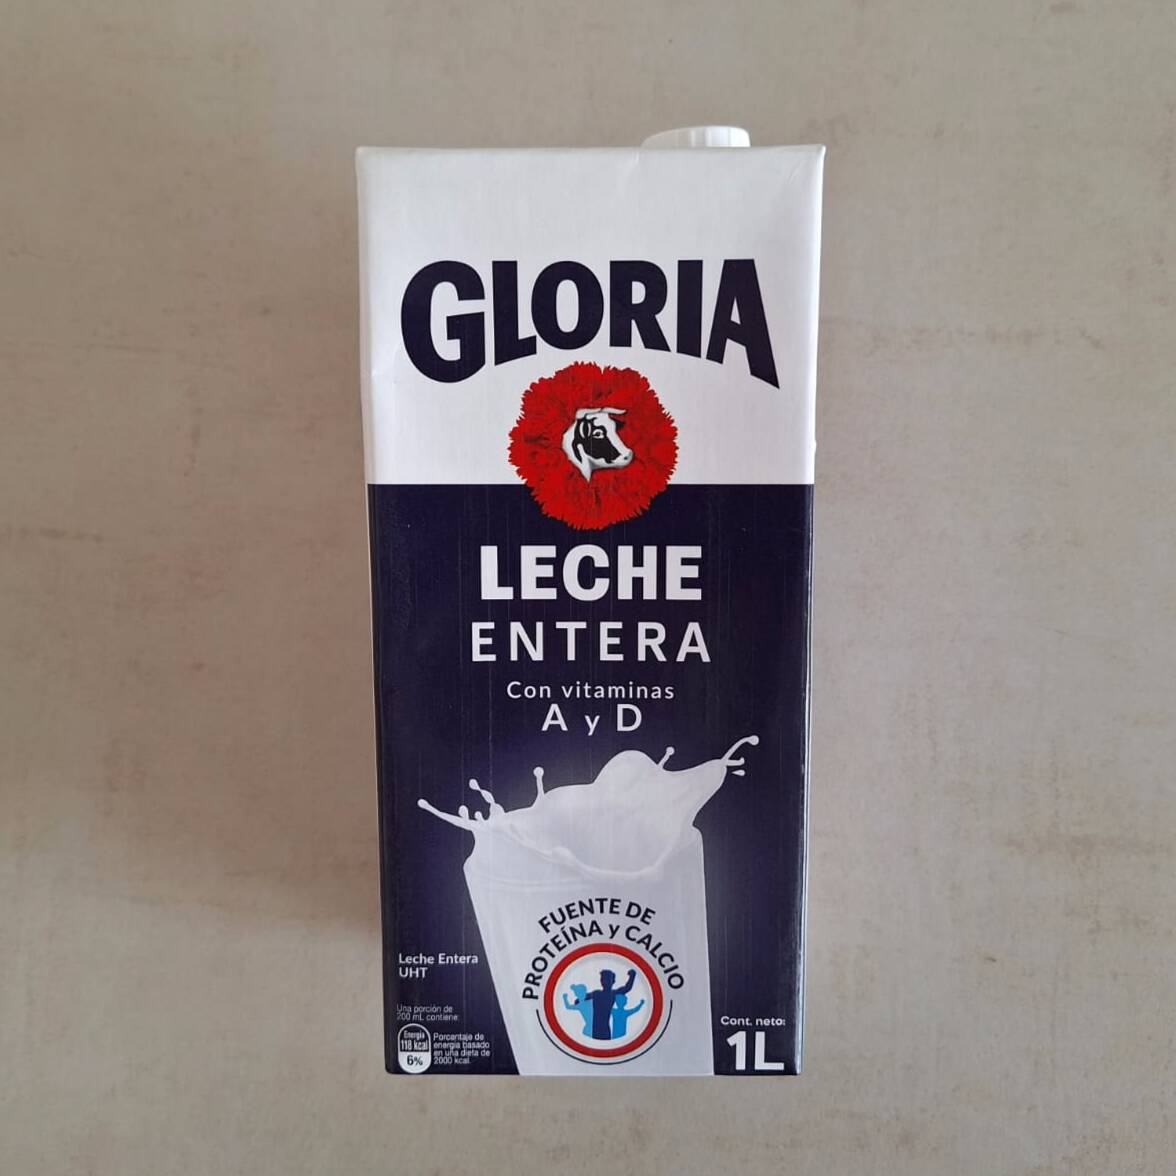 GLORIA
LECHE
ENTERA
Con vitaminas
A y D
FUENTE DE
PROTEÍNA y CALCIO
Leche Entera
UHT
Una porción de
200 mL contiene:
Energía
118 kcal
6%
Porcentaje de
energía basado
en una dieta de
2000 kcal.
Cont. neto:
1L